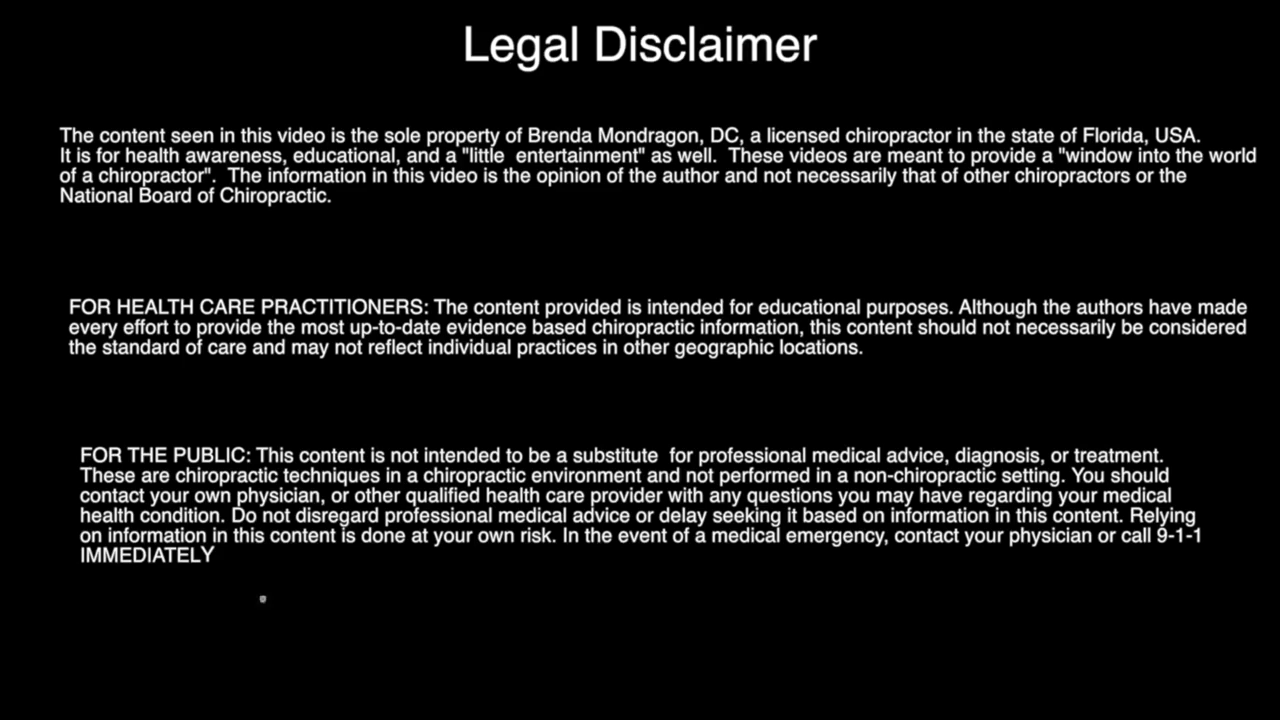 Legal Disclaimer
The content seen in this video is the sole property of Brenda Mondragon, DC, a licensed chiropractor in the state of Florida, USA.
It is for health awareness, educational, and a "little  entertainment" as well.  These videos are meant to provide a "window into the world
of a chiropractor".  The information in this video is the opinion of the author and not necessarily that of other chiropractors or the
National Board of Chiropractic.
FOR HEALTH CARE PRACTITIONERS: The content provided is intended for educational purposes. Although the authors have made
every effort to provide the most up-to-date evidence based chiropractic information, this content should not necessarily be considered
the standard of care and may not reflect individual practices in other geographic locations.
FOR THE PUBLIC: This content is not intended to be a substitute  for professional medical advice, diagnosis, or treatment.
These are chiropractic techniques in a chiropractic environment and not performed in a non-chiropractic setting. You should
contact your own physician, or other qualified health care provider with any questions you may have regarding your medical
health condition. Do not disregard professional medical advice or delay seeking it based on information in this content. Relying
on information in this content is done at your own risk. In the event of a medical emergency, contact your physician or call 9-1-1
IMMEDIATELY